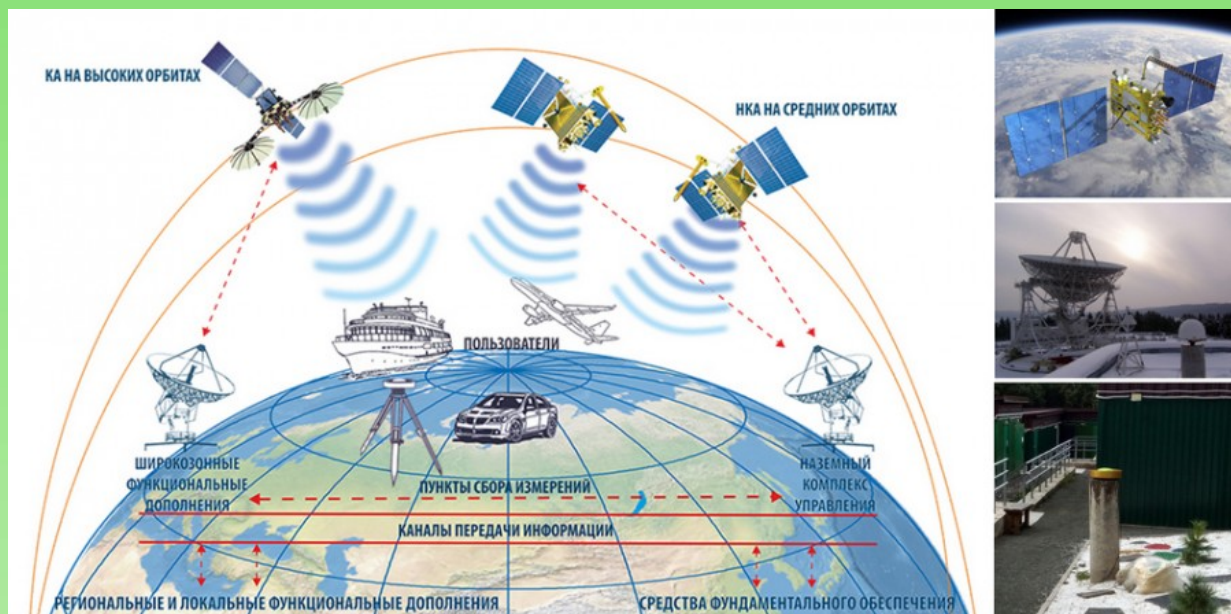 КА НА ВЫСОКИХ ОРБИТАХ
НКА НА СРЕДНИХ ОРБИТАХ
ПОЛЬЗОВАТЕЛИ
ШИРОКОЗОННЫЕ
ФУНКЦИОНАЛЬНЫЕ
ДОПОЛНЕНИЯ
ПУНКТЫ СБОРА ИЗМЕРЕНИЙ
НАЗЕМНЫЙ
КОМПЛЕКС
УПРАВЛЕНИЯ
КАНАЛЫ ПЕРЕДАЧИ ИНФОРМАЦИИ
РЕГИОНАЛЬНЫЕ И ЛОКАЛЬНЫЕ ФУНКЦИОНАЛЬНЫЕ ДОПОЛНЕНИЯ
СРЕДСТВА ФУНДАМЕНТАЛЬНОГО ОБЕСПЕЧЕНИЯ